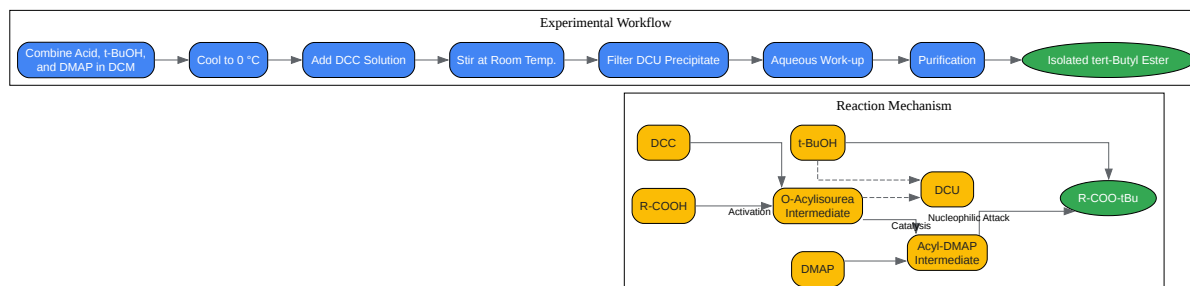 Experimental Workflow
Combine Acid, t-BuOH,
and DMAP in DCM
Cool to 0 °C
Add DCC Solution
Stir at Room Temp.
Filter DCU Precipitate
Aqueous Work-up
Purification
Isolated tert-Butyl Ester
Reaction Mechanism
DCC
t-BuOH
DCU
R-COOH
Activation
O-Acylisourea
Intermediate
R-COO-tBu
Catalysis
Nucleophilic Attack
Acyl-DMAP
Intermediate
DMAP